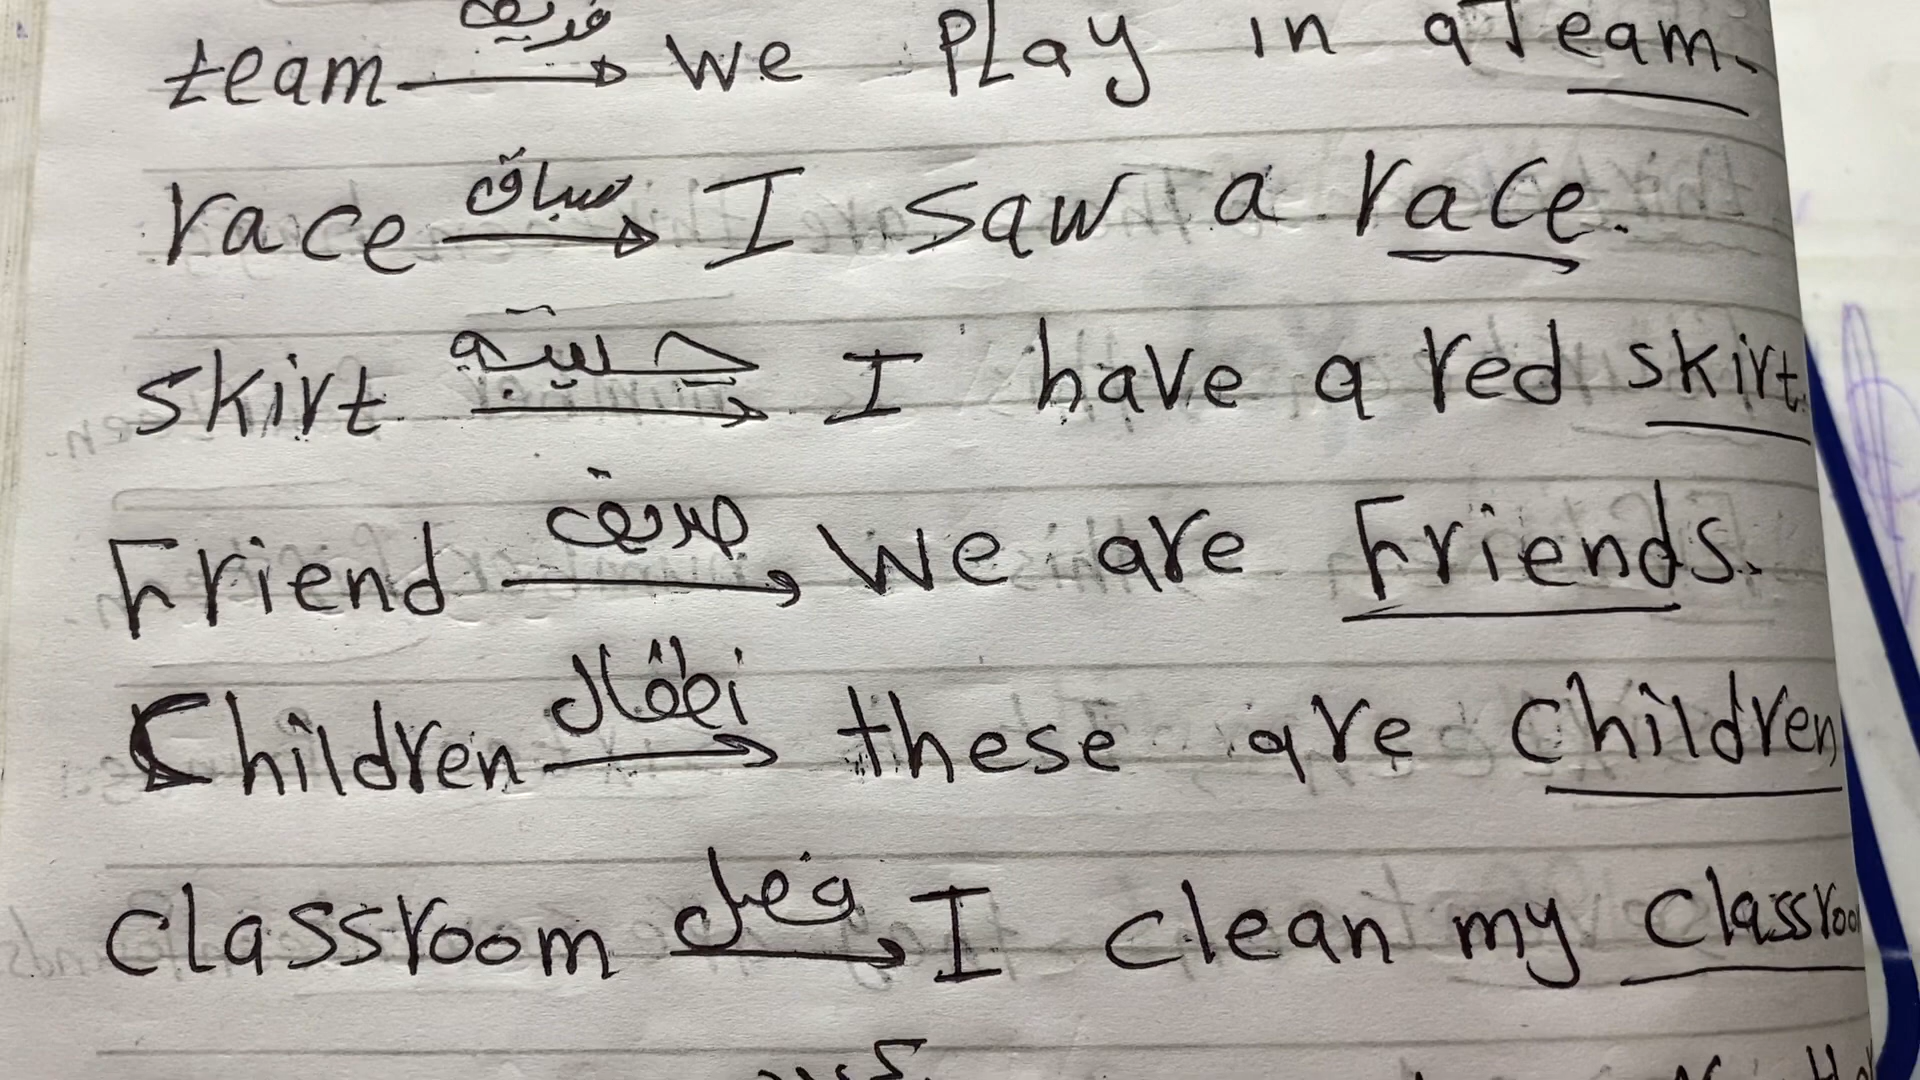 team فريق we play in a Team.
race سباق I saw a race.
skirt جيبة I have a red skirt.
Friend صديق we are Friends.
Children أطفال these are children
classroom فصل I clean my classroo